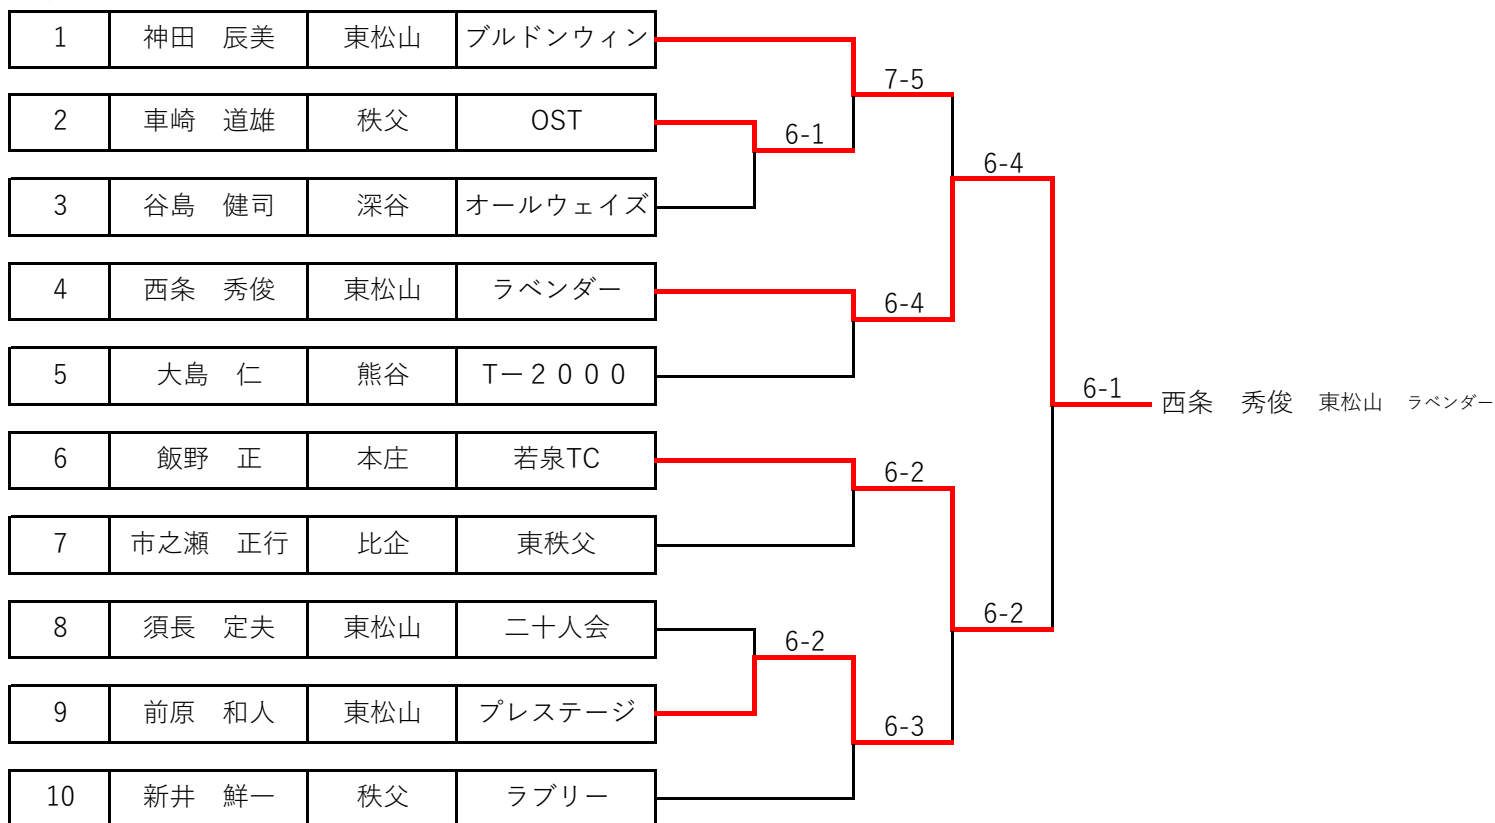 1 神田　辰美 東松山 ブルドンウィン
7-5
2 車崎　道雄 秩父 OST
6-1
6-4
3 谷島　健司 深谷 オールウェイズ
4 西条　秀俊 東松山 ラベンダー
6-4
5 大島　仁 熊谷 Tー２０００
6-1
西条　秀俊 東松山 ラベンダー
6 飯野　正 本庄 若泉TC
6-2
7 市之瀬　正行 比企 東秩父
6-2
8 須長　定夫 東松山 二十人会
6-2
9 前原　和人 東松山 プレステージ
6-3
10 新井　鮮一 秩父 ラブリー